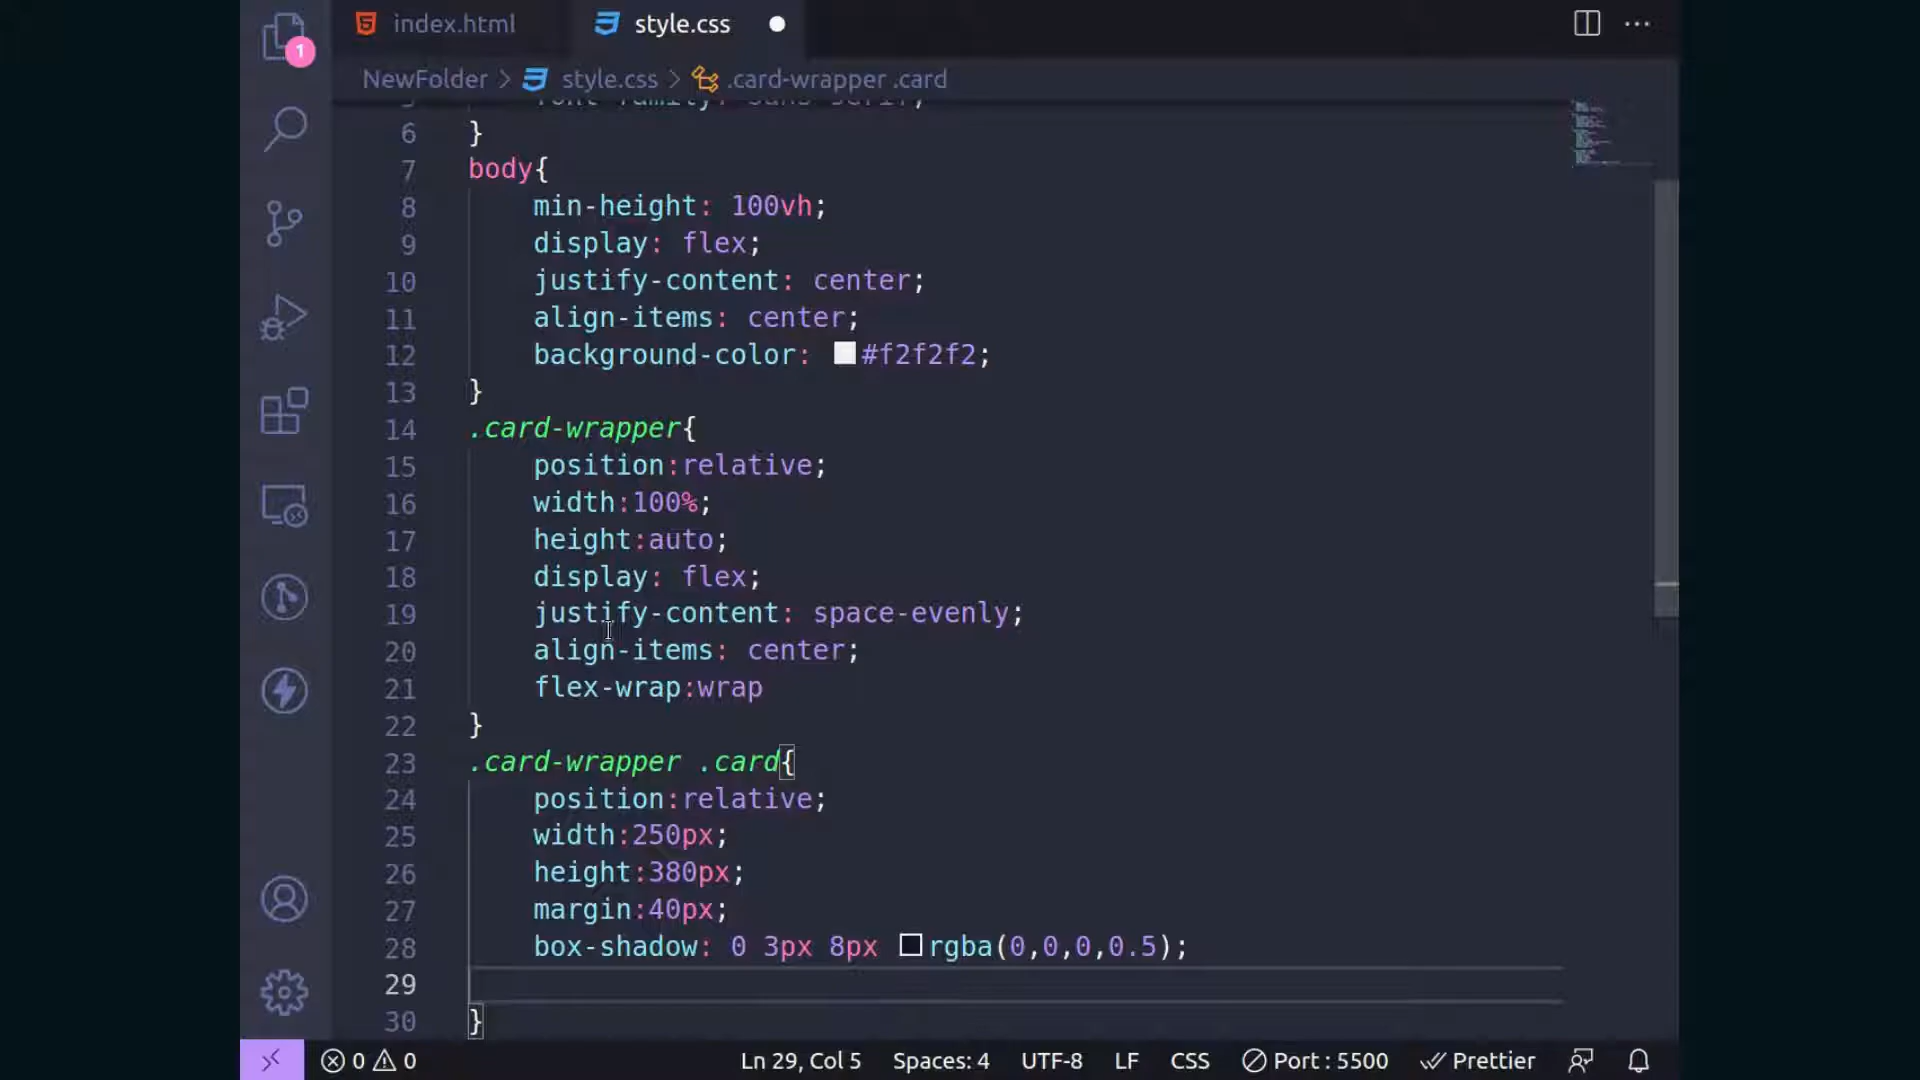 index.html style.css
1
NewFolder > style.css > .card-wrapper .card
6 }
7 body{
8 min-height: 100vh;
9 display: flex;
10 justify-content: center;
11 align-items: center;
12 background-color: #f2f2f2;
13 }
14 .card-wrapper{
15 position:relative;
16 width:100%;
17 height:auto;
18 display: flex;
19 justify-content: space-evenly;
20 align-items: center;
21 flex-wrap:wrap
22 }
23 .card-wrapper .card{
24 position:relative;
25 width:250px;
26 height:380px;
27 margin:40px;
28 box-shadow: 0 3px 8px rgba(0,0,0,0.5);
29
30 }
0 0 Ln 29, Col 5 Spaces: 4 UTF-8 LF CSS Port : 5500 Prettier